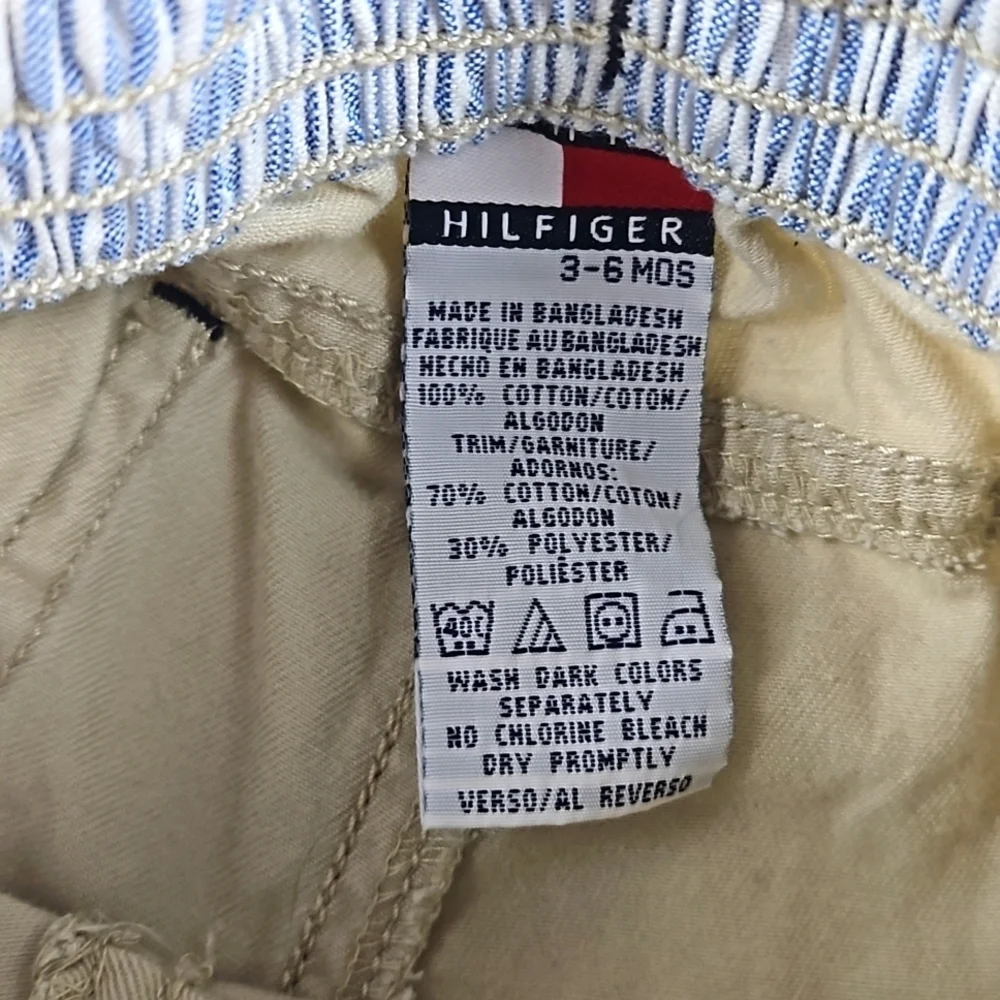 HILFIGER
3-6 MOS
MADE IN BANGLADESH
FABRIQUE AU BANGLADESH
HECHO EN BANGLADESH
100% COTTON/COTON/
ALGODON
TRIM/GARNITURE/
ADORNOS:
70% COTTON/COTON/
ALGODON
30% POLYESTER/
POLIÉSTER
40C
WASH DARK COLORS
SEPARATELY
NO CHLORINE BLEACH
DRY PROMPTLY
VERSO/AL REVERSO